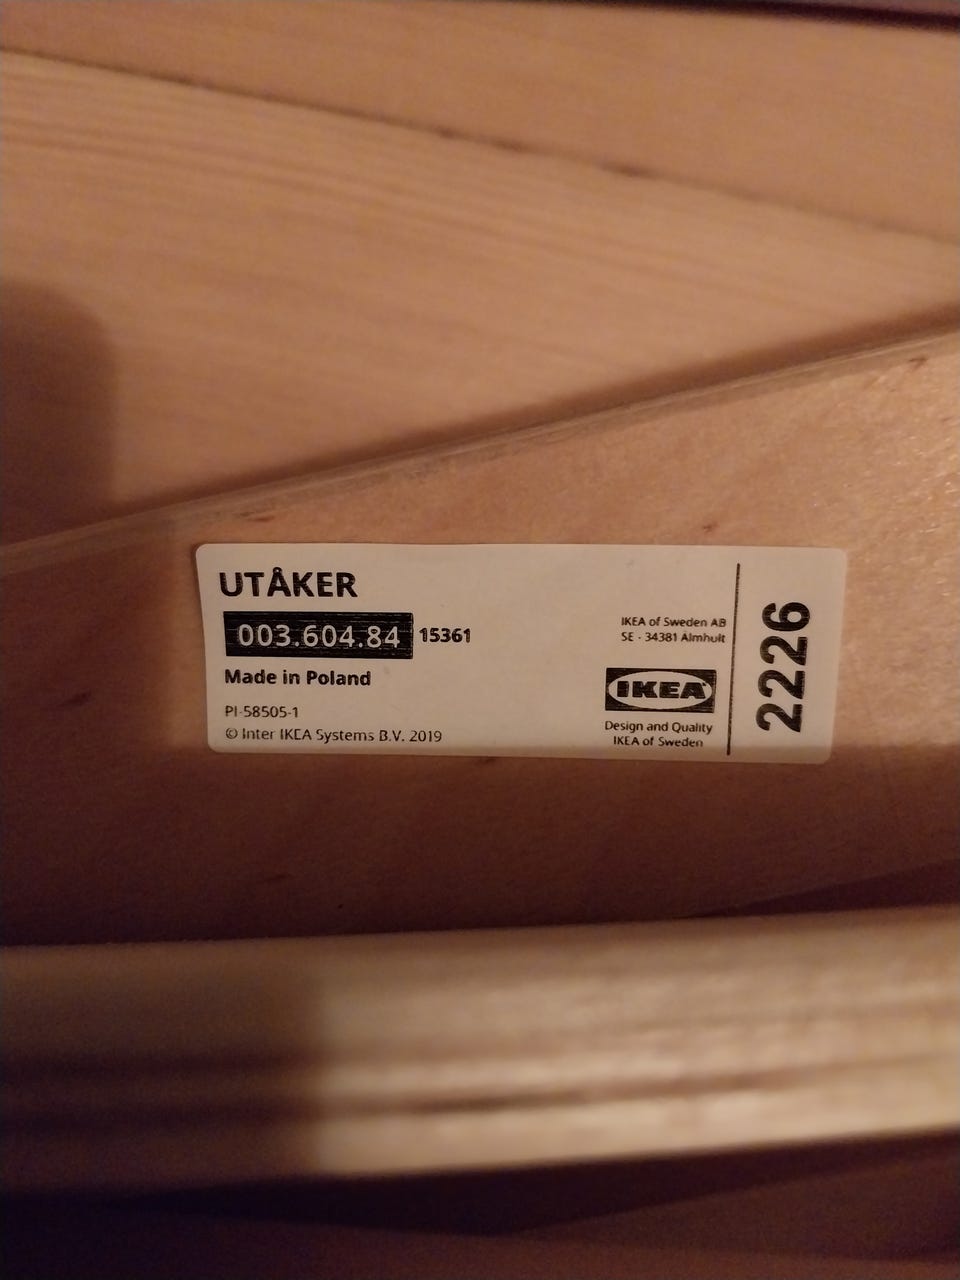 UTÅKER
003.604.84 15361
Made in Poland
PI-58505-1
© Inter IKEA Systems B.V. 2019
IKEA of Sweden AB
SE - 34381 Älmhult
IKEA
Design and Quality
IKEA of Sweden
2226